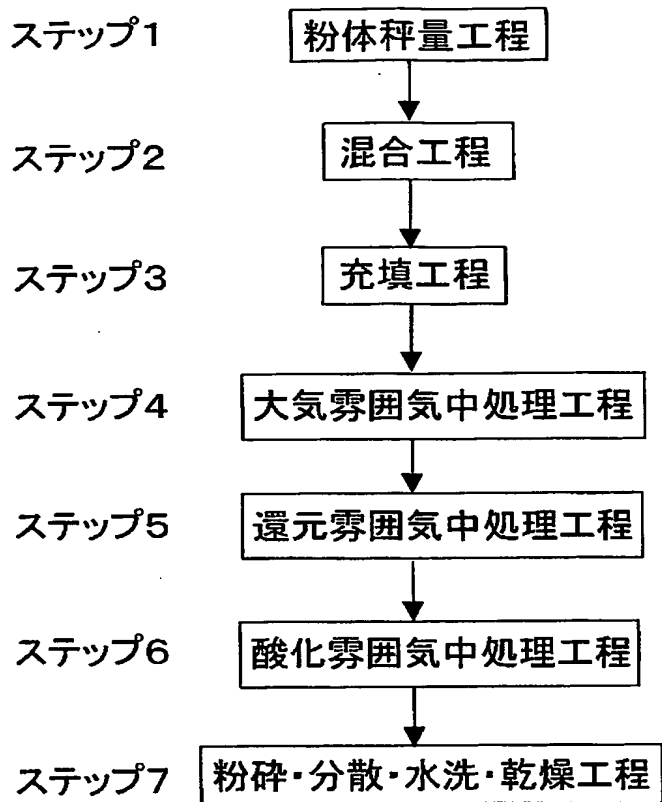 ステップ1 粉体秤量工程
ステップ2 混合工程
ステップ3 充填工程
ステップ4 大気雰囲気中処理工程
ステップ5 還元雰囲気中処理工程
ステップ6 酸化雰囲気中処理工程
ステップ7 粉砕・分散・水洗・乾燥工程